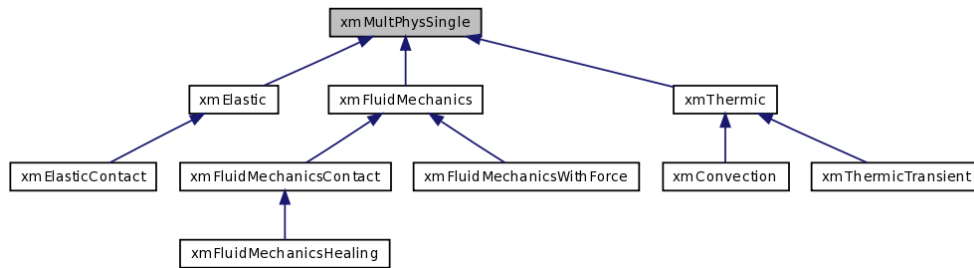 xmMultPhysSingle
xmElastic
xmFluidMechanics
xmThermic
xmElasticContact
xmFluidMechanicsContact
xmFluidMechanicsWithForce
xmConvection
xmThermicTransient
xmFluidMechanicsHealing